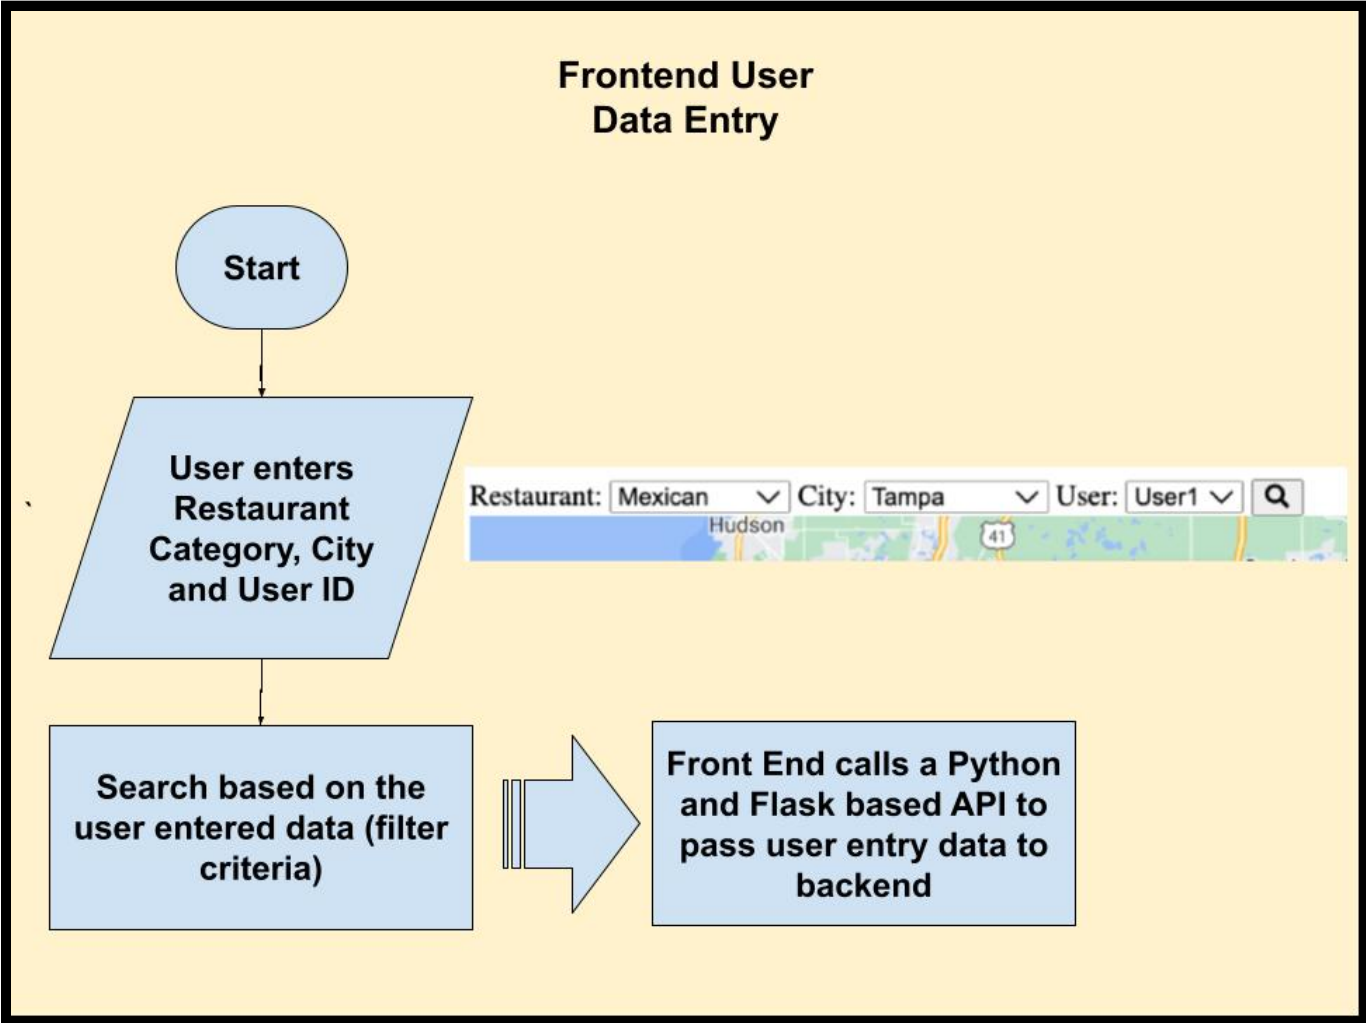 Frontend User
Data Entry
Start
User enters
Restaurant
Category, City
and User ID
`
Restaurant: Mexican City: Tampa User: User1
Hudson
41
Search based on the
user entered data (filter
criteria)
Front End calls a Python
and Flask based API to
pass user entry data to
backend